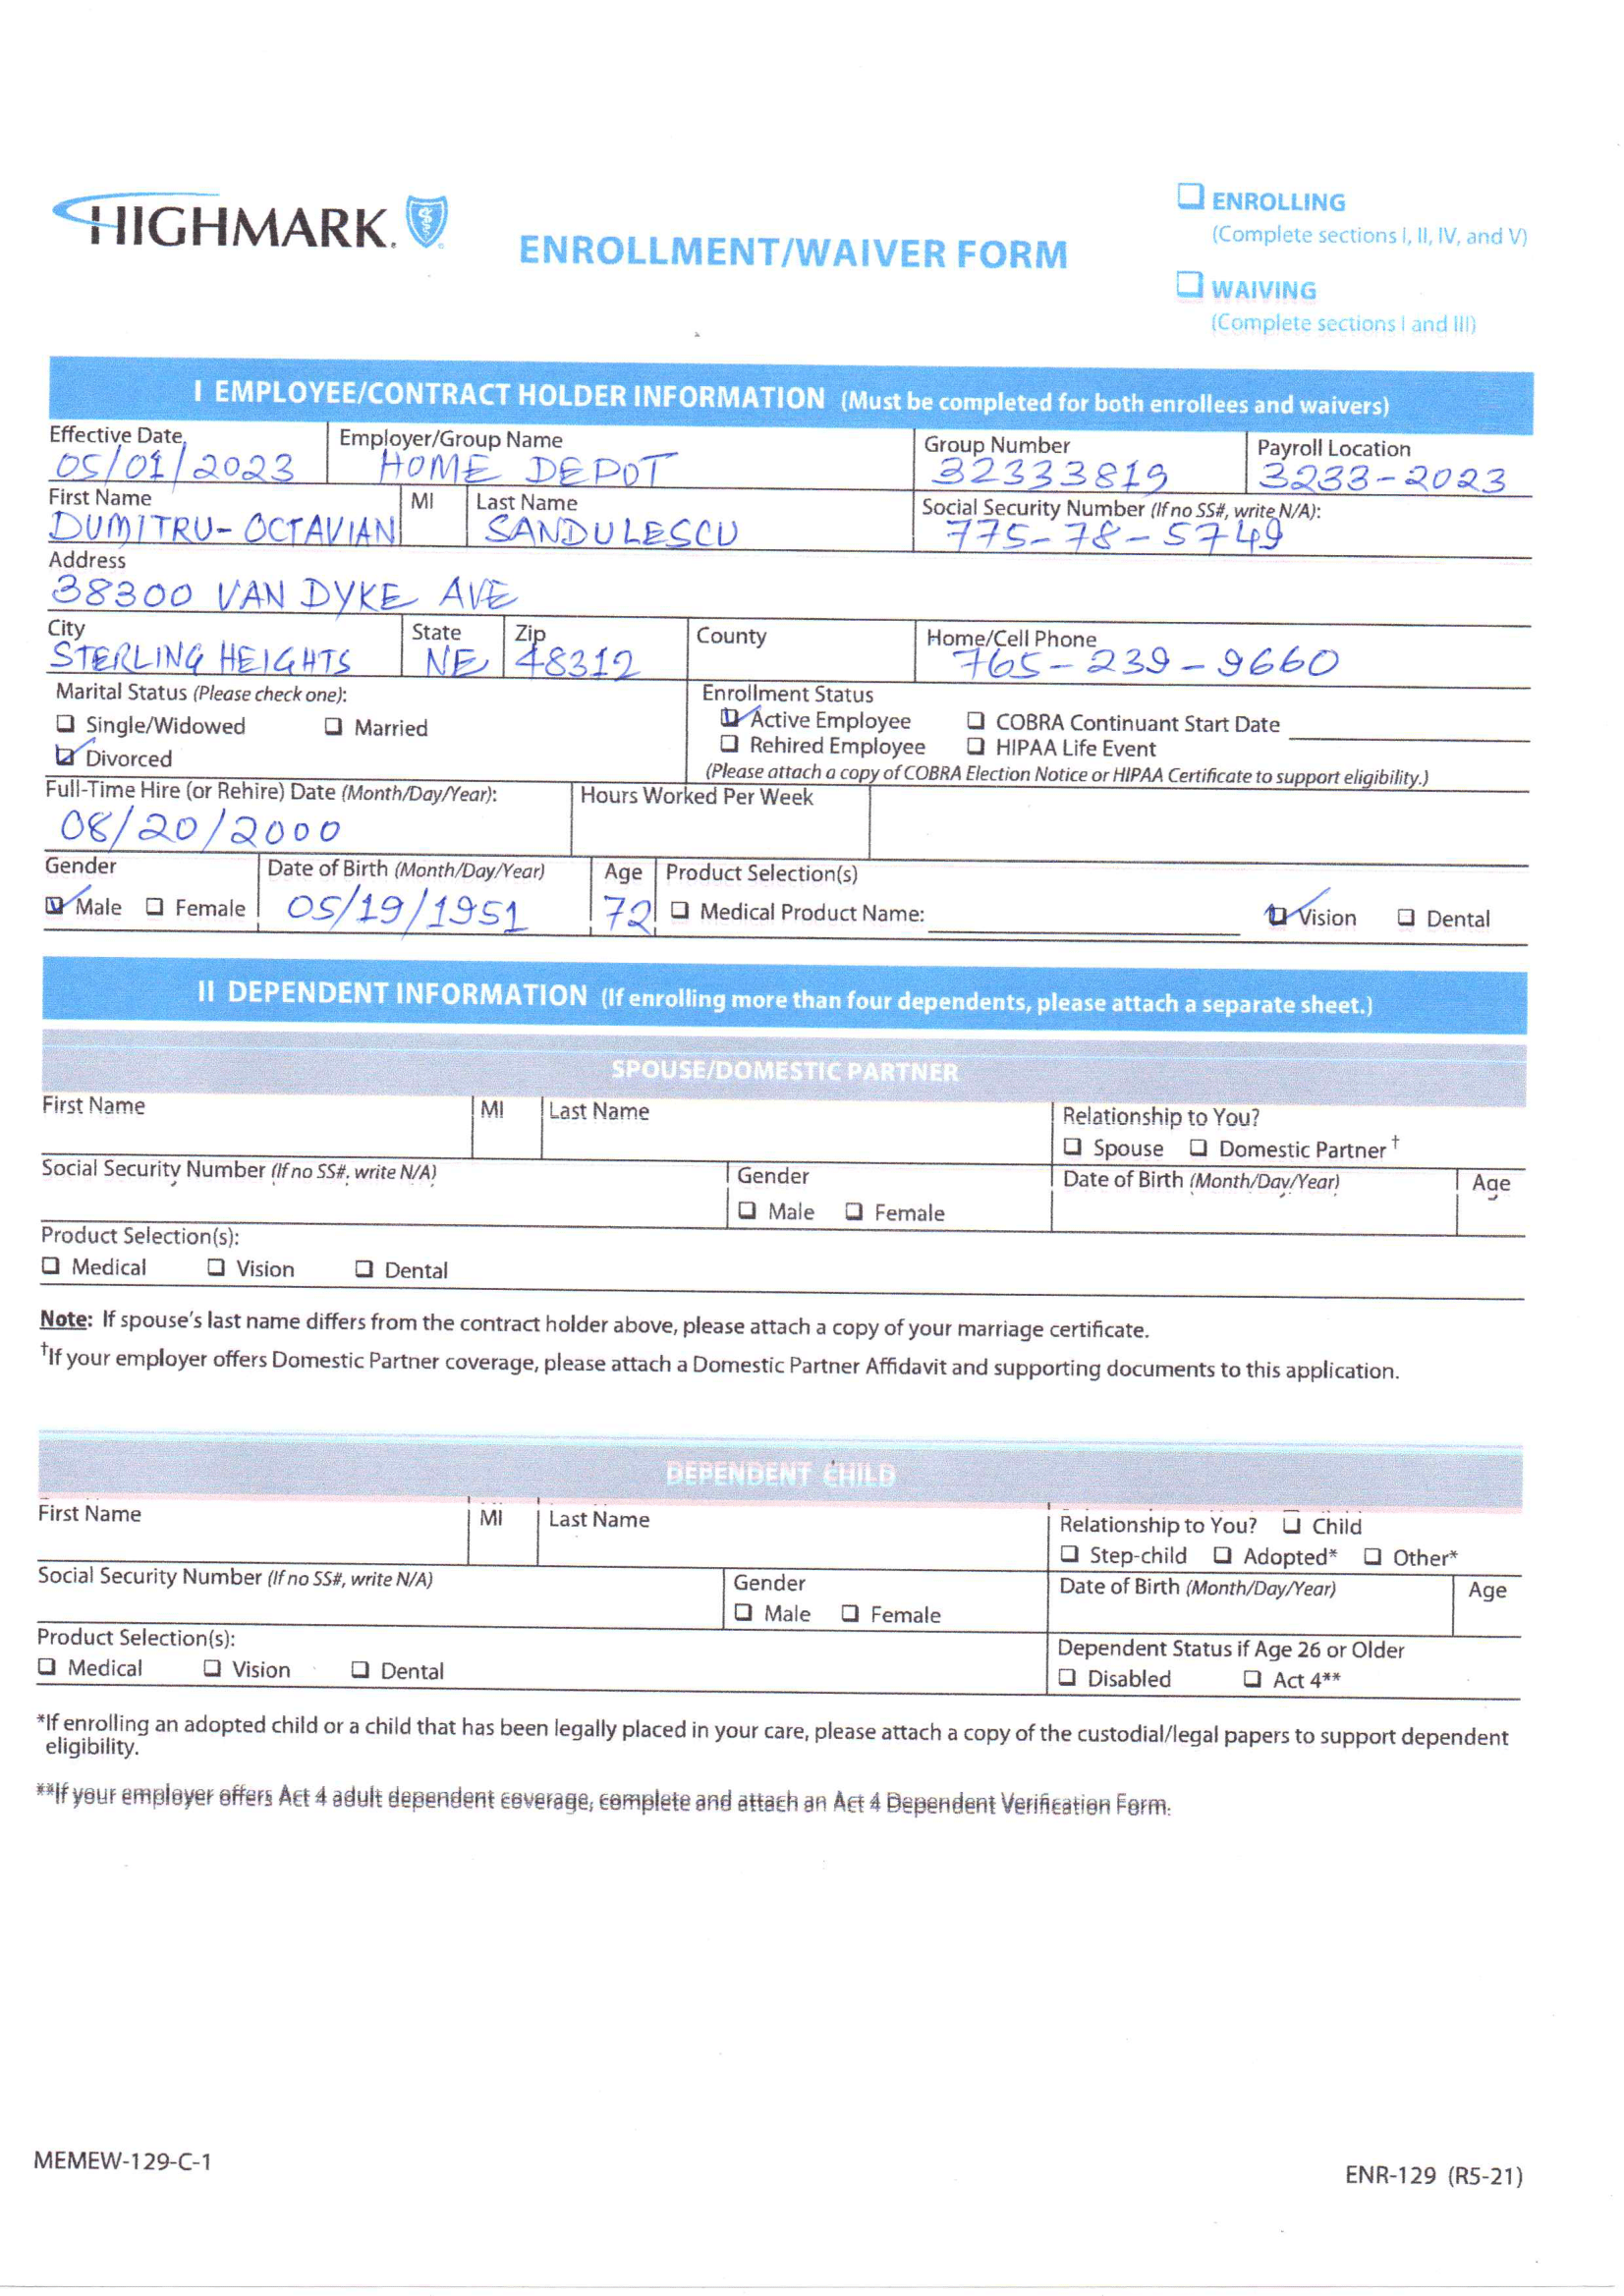 HIGHMARK.
ENROLLMENT/WAIVER FORM
❑ ENROLLING
(Complete sections I, II, IV, and V)
❑ WAIVING
(Complete sections I and III)
I EMPLOYEE/CONTRACT HOLDER INFORMATION (Must be completed for both enrollees and waivers)
Effective Date Employer/Group Name Group Number Payroll Location
05/01/2023 HOME DEPOT 32333819 3233-2023
First Name MI Last Name Social Security Number (If no SS#, write N/A):
DUMITRU-OCTAVIAN SANDULESCU 775-78-5749
Address
38300 VAN DYKE AVE
City State Zip County Home/Cell Phone
STERLING HEIGHTS NE 48312 765-239-9660
Marital Status (Please check one): Enrollment Status
❑ Single/Widowed ❑ Married ☑ Active Employee ❑ COBRA Continuant Start Date
☑ Divorced ❑ Rehired Employee ❑ HIPAA Life Event
(Please attach a copy of COBRA Election Notice or HIPAA Certificate to support eligibility.)
Full-Time Hire (or Rehire) Date (Month/Day/Year): Hours Worked Per Week
08/20/2000
Gender Date of Birth (Month/Day/Year) Age Product Selection(s)
☑ Male ❑ Female 05/19/1951 72 ❑ Medical Product Name: ☑ Vision ❑ Dental
II DEPENDENT INFORMATION (If enrolling more than four dependents, please attach a separate sheet.)
SPOUSE/DOMESTIC PARTNER
First Name MI Last Name Relationship to You?
❑ Spouse ❑ Domestic Partner †
Social Security Number (If no SS#, write N/A) Gender Date of Birth (Month/Day/Year) Age
❑ Male ❑ Female
Product Selection(s):
❑ Medical ❑ Vision ❑ Dental
Note: If spouse's last name differs from the contract holder above, please attach a copy of your marriage certificate.
†If your employer offers Domestic Partner coverage, please attach a Domestic Partner Affidavit and supporting documents to this application.
DEPENDENT CHILD
First Name MI Last Name Relationship to You? ❑ Child
❑ Step-child ❑ Adopted* ❑ Other*
Social Security Number (If no SS#, write N/A) Gender Date of Birth (Month/Day/Year) Age
❑ Male ❑ Female
Product Selection(s): Dependent Status if Age 26 or Older
❑ Medical ❑ Vision ❑ Dental ❑ Disabled ❑ Act 4**
*If enrolling an adopted child or a child that has been legally placed in your care, please attach a copy of the custodial/legal papers to support dependent
eligibility.
**If your employer offers Act 4 adult dependent coverage, complete and attach an Act 4 Dependent Verification Form.
MEMEW-129-C-1
ENR-129 (R5-21)